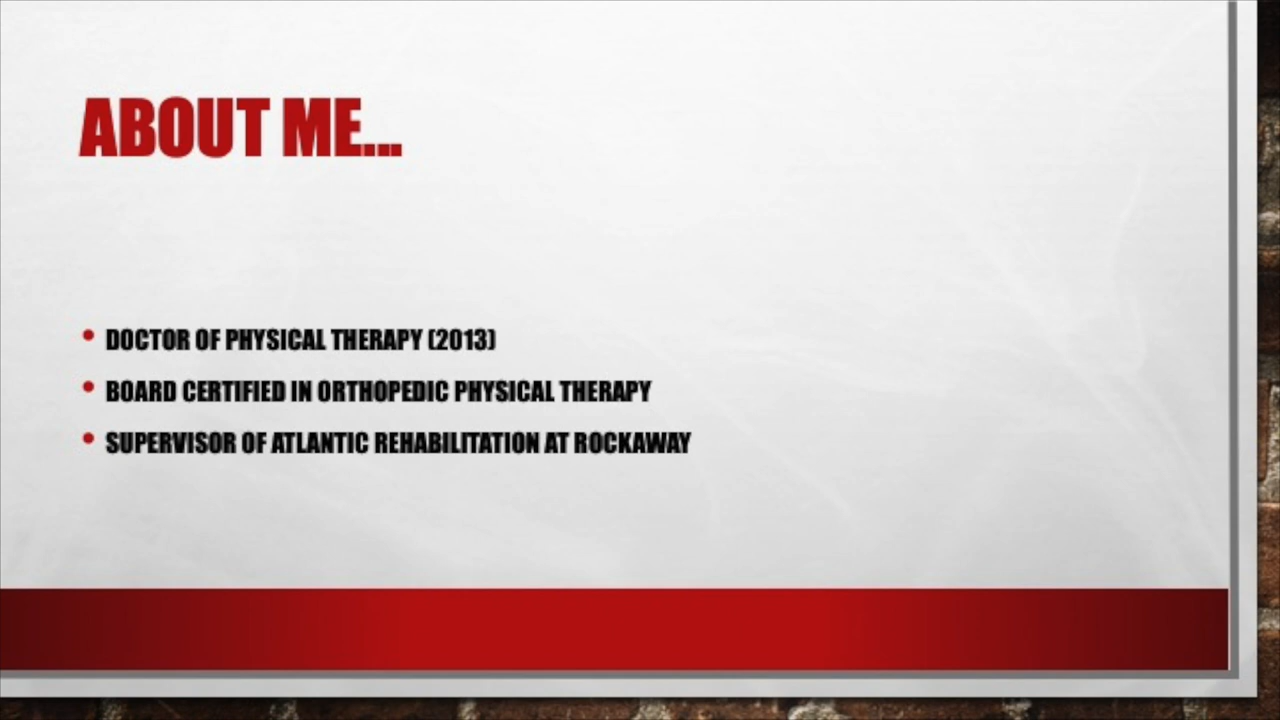 ABOUT ME...
• DOCTOR OF PHYSICAL THERAPY (2013)
• BOARD CERTIFIED IN ORTHOPEDIC PHYSICAL THERAPY
• SUPERVISOR OF ATLANTIC REHABILITATION AT ROCKAWAY